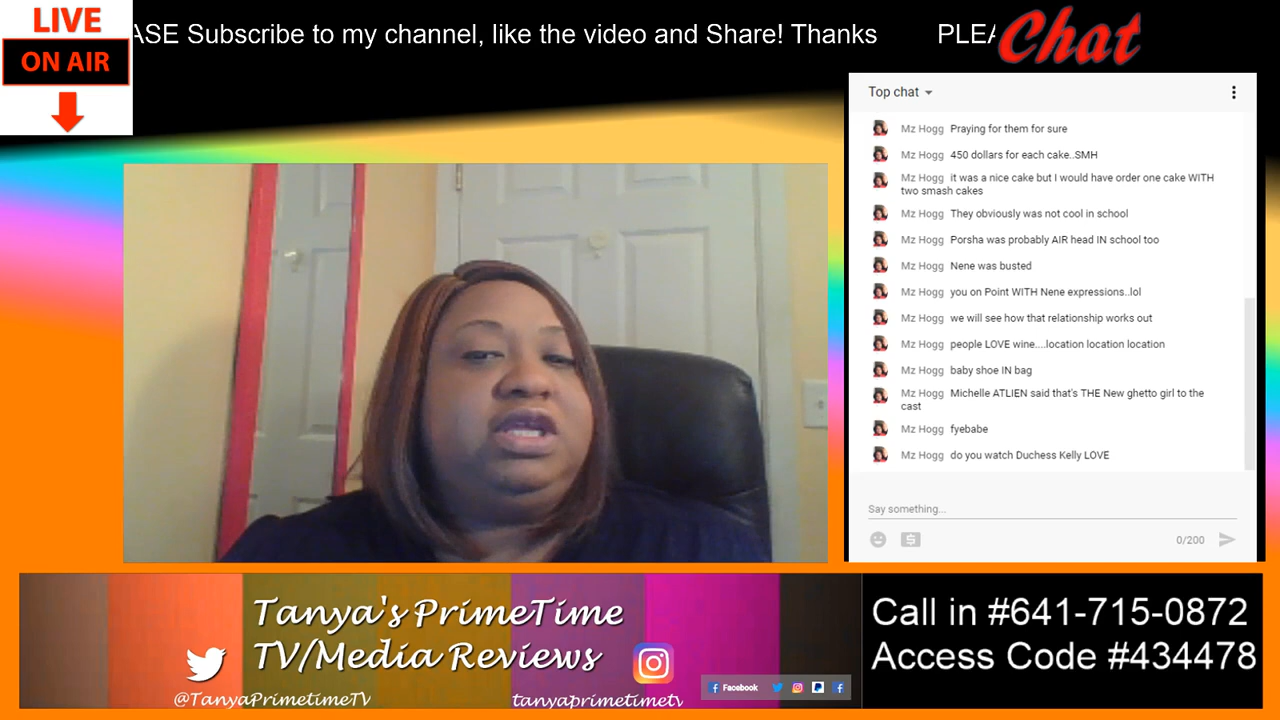 LIVE
ON AIR
ASE Subscribe to my channel, like the video and Share! Thanks
PLEA
Chat
Top chat
Mz Hogg Praying for them for sure
Mz Hogg 450 dollars for each cake..SMH
Mz Hogg it was a nice cake but I would have order one cake WITH
two smash cakes
Mz Hogg They obviously was not cool in school
Mz Hogg Porsha was probably AIR head IN school too
Mz Hogg Nene was busted
Mz Hogg you on Point WITH Nene expressions..lol
Mz Hogg we will see how that relationship works out
Mz Hogg people LOVE wine....location location location
Mz Hogg baby shoe IN bag
Mz Hogg Michelle ATLIEN said that's THE New ghetto girl to the
cast
Mz Hogg fyebabe
Mz Hogg do you watch Duchess Kelly LOVE
Say something...
0/200
Tanya's PrimeTime
TV/Media Reviews
@TanyaPrimetimeTV
tanyaprimetimetv
Facebook
Call in #641-715-0872
Access Code #434478